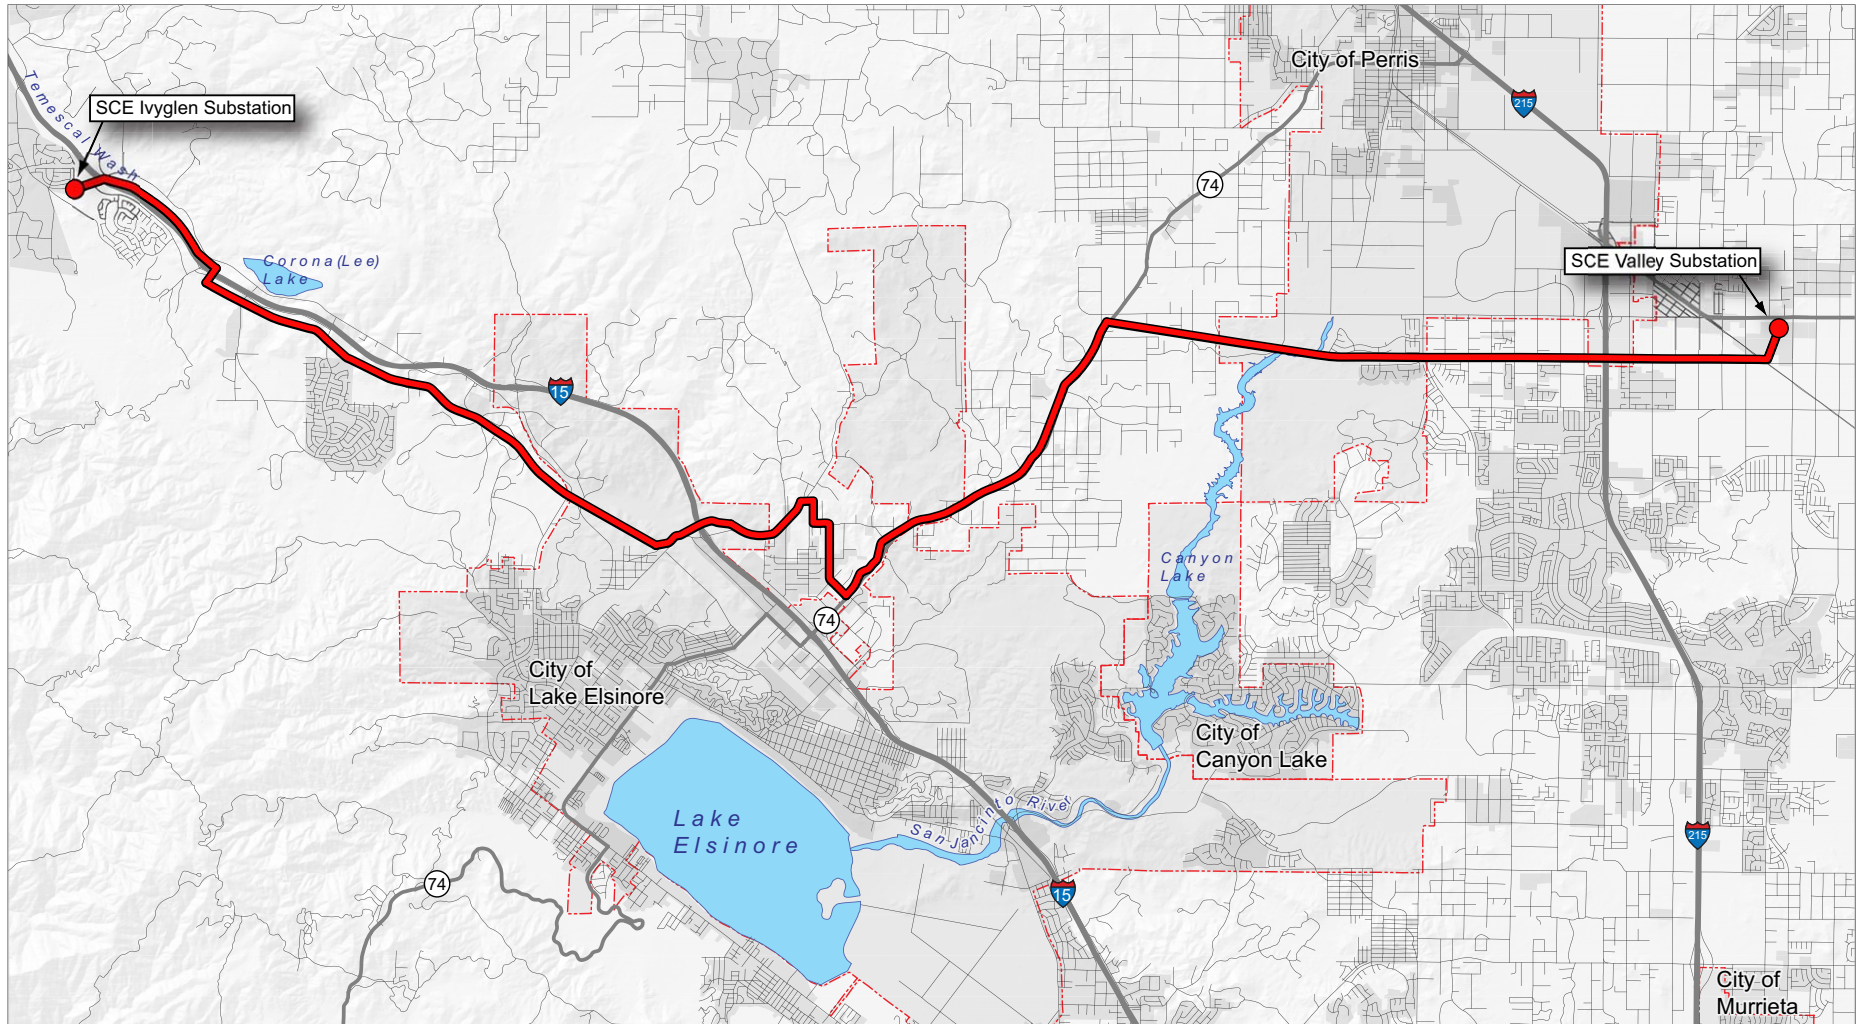 City of Perris
215
Temescal Wash
SCE Ivyglen Substation
74
SCE Valley Substation
Corona (Lee)
Lake
15
Canyon
Lake
74
City of
Lake Elsinore
City of
Canyon Lake
Lake
Elsinore
San Jancinto River
215
74
15
City of
Murrieta